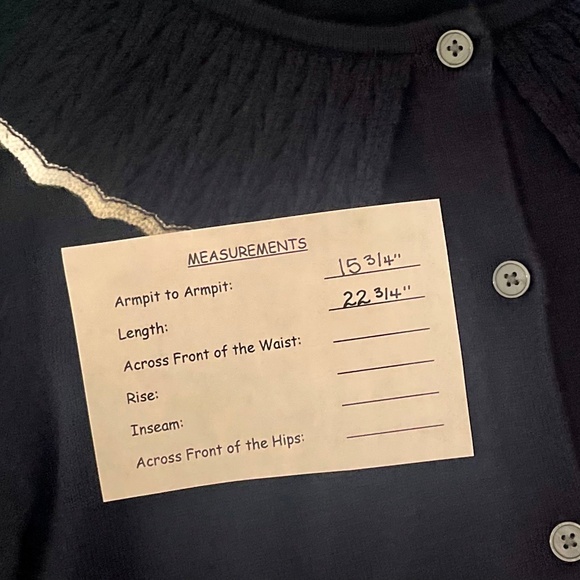 MEASUREMENTS
Armpit to Armpit: 15 3/4"
Length: 22 3/4"
Across Front of the Waist:
Rise:
Inseam:
Across Front of the Hips: